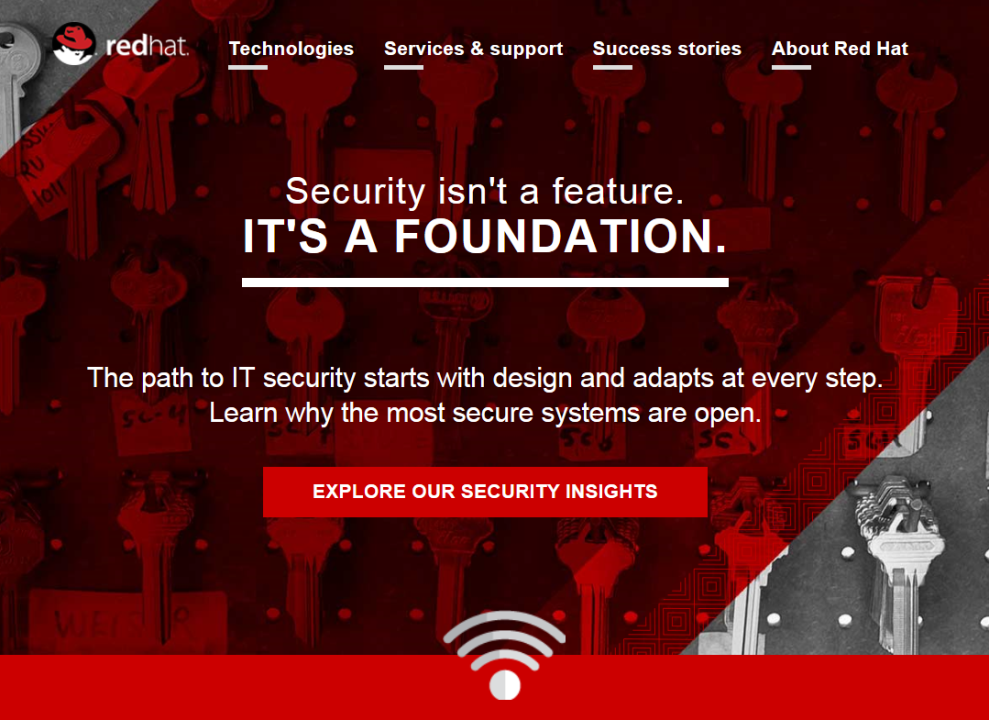 redhat.
Technologies
Services & support
Success stories
About Red Hat
Security isn't a feature.
IT'S A FOUNDATION.
The path to IT security starts with design and adapts at every step.
Learn why the most secure systems are open.
EXPLORE OUR SECURITY INSIGHTS